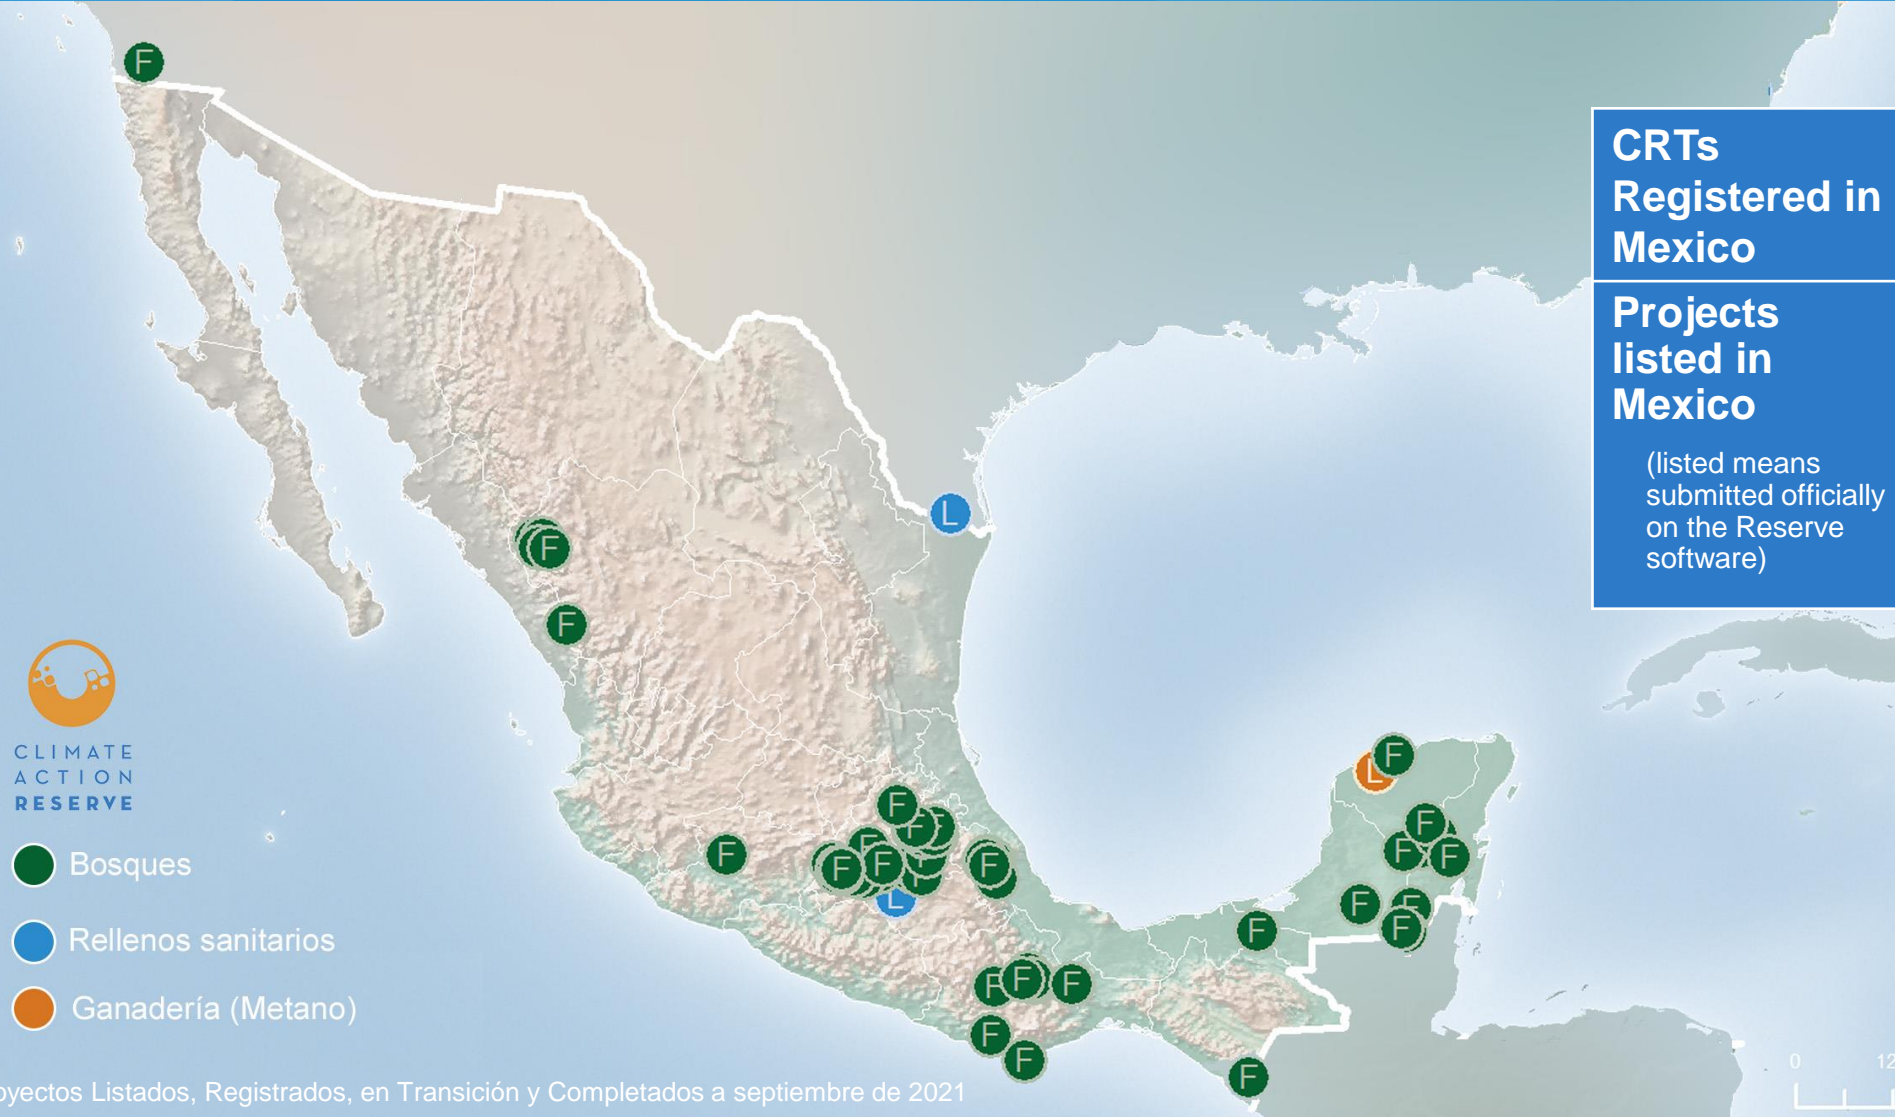 F
CRTs
Registered in
Mexico
Projects
listed in
Mexico
(listed means
submitted officially
on the Reserve
software)
L
F
F
CLIMATE
ACTION
RESERVE
Bosques
Rellenos sanitarios
Ganadería (Metano)
F
L
F
F
F
F
F
F
F
F
F
L
F
F
F
F
F
F
F
F
F
F
F
F
F
F
oyectos Listados, Registrados, en Transición y Completados a septiembre de 2021
0
12